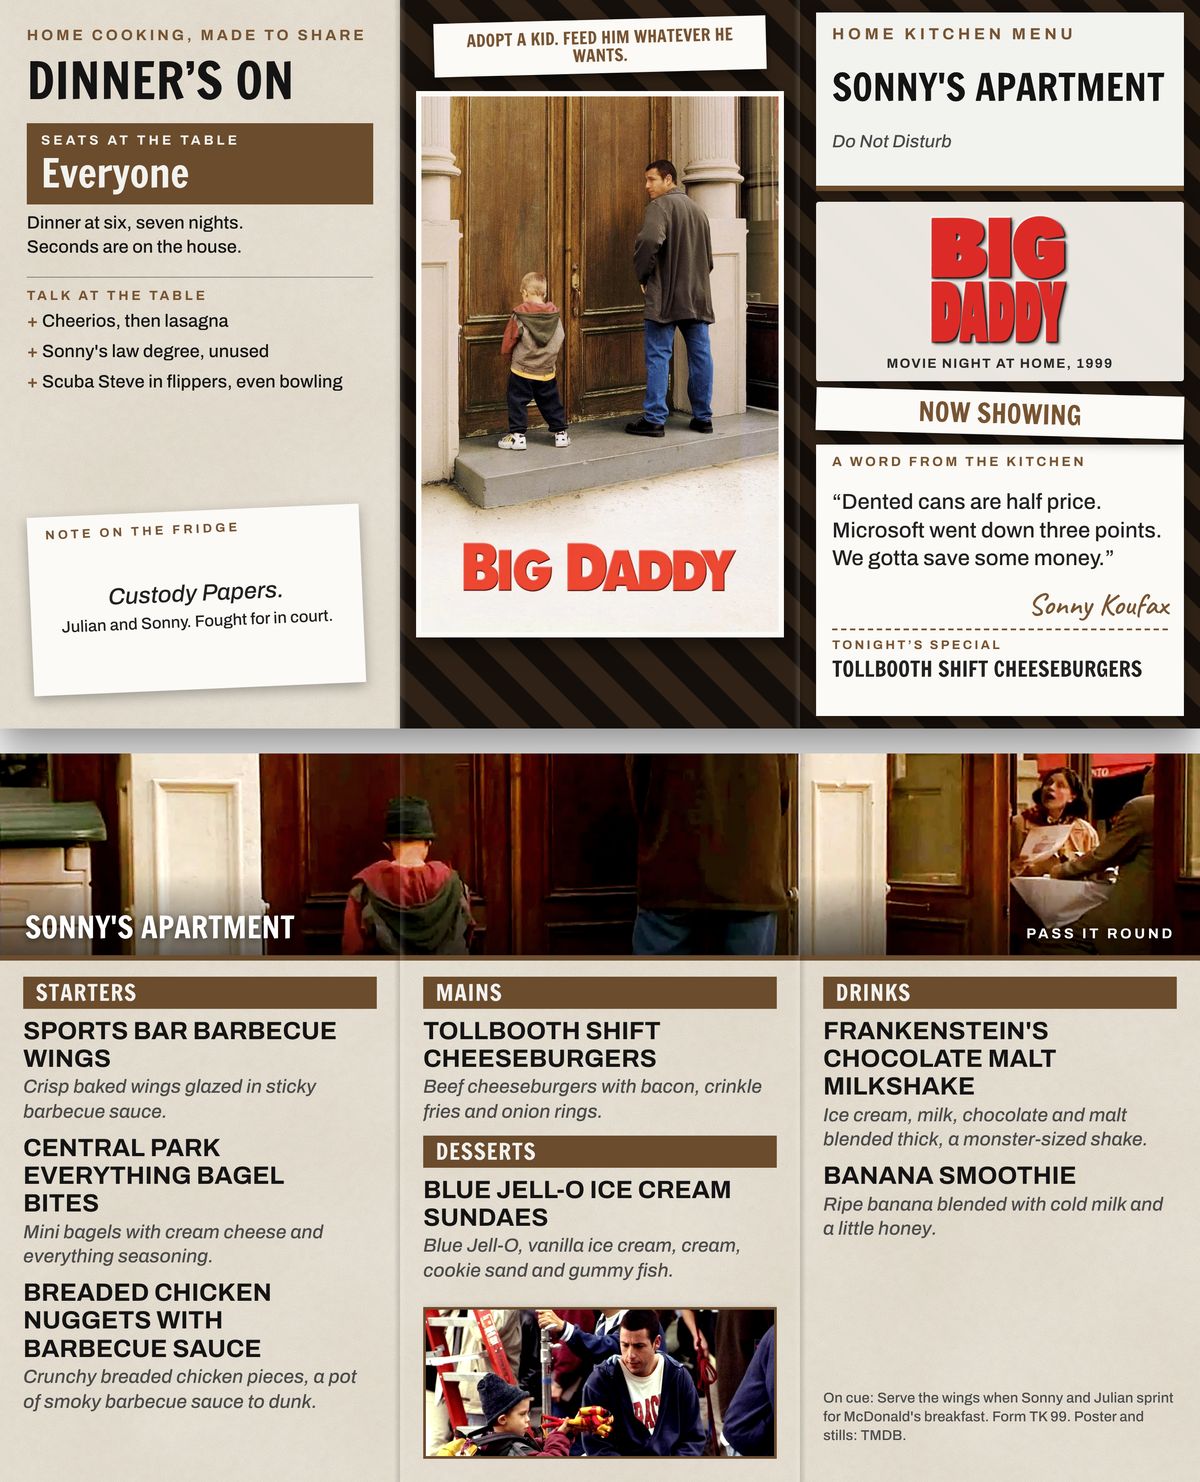 HOME COOKING, MADE TO SHARE
DINNER’S ON
SEATS AT THE TABLE
Everyone
Dinner at six, seven nights.
Seconds are on the house.
TALK AT THE TABLE
+ Cheerios, then lasagna
+ Sonny's law degree, unused
+ Scuba Steve in flippers, even bowling
NOTE ON THE FRIDGE
Custody Papers.
Julian and Sonny. Fought for in court.
ADOPT A KID. FEED HIM WHATEVER HE
WANTS.
BIG DADDY
HOME KITCHEN MENU
SONNY'S APARTMENT
Do Not Disturb
BIG
DADDY
MOVIE NIGHT AT HOME, 1999
NOW SHOWING
A WORD FROM THE KITCHEN
“Dented cans are half price.
Microsoft went down three points.
We gotta save some money.”
Sonny Koufax
TONIGHT’S SPECIAL
TOLLBOOTH SHIFT CHEESEBURGERS
SONNY'S APARTMENT
PASS IT ROUND
STARTERS
SPORTS BAR BARBECUE
WINGS
Crisp baked wings glazed in sticky
barbecue sauce.
CENTRAL PARK
EVERYTHING BAGEL
BITES
Mini bagels with cream cheese and
everything seasoning.
BREADED CHICKEN
NUGGETS WITH
BARBECUE SAUCE
Crunchy breaded chicken pieces, a pot
of smoky barbecue sauce to dunk.
MAINS
TOLLBOOTH SHIFT
CHEESEBURGERS
Beef cheeseburgers with bacon, crinkle
fries and onion rings.
DESSERTS
BLUE JELL-O ICE CREAM
SUNDAES
Blue Jell-O, vanilla ice cream, cream,
cookie sand and gummy fish.
DRINKS
FRANKENSTEIN'S
CHOCOLATE MALT
MILKSHAKE
Ice cream, milk, chocolate and malt
blended thick, a monster-sized shake.
BANANA SMOOTHIE
Ripe banana blended with cold milk and
a little honey.
On cue: Serve the wings when Sonny and Julian sprint
for McDonald's breakfast. Form TK 99. Poster and
stills: TMDB.